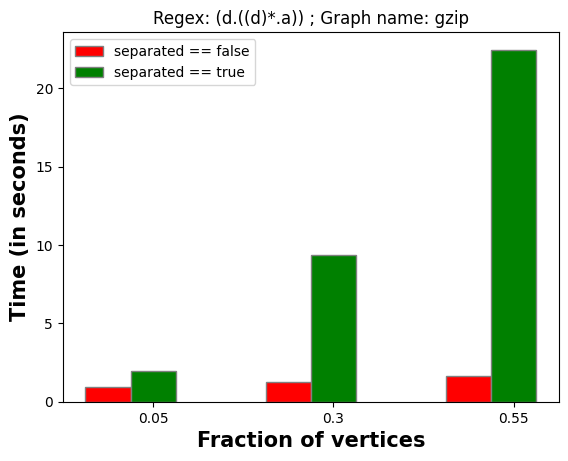 Regex: (d.((d)*.a)) ; Graph name: gzip
separated == false
separated == true
Time (in seconds)
20
15
10
5
0
0.05 0.3 0.55
Fraction of vertices